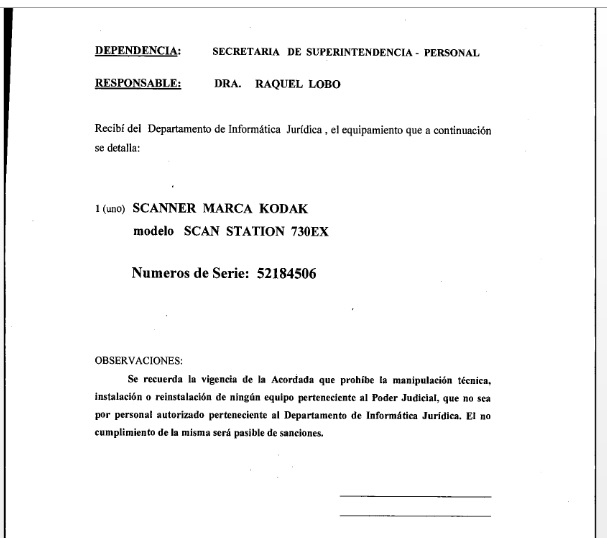 DEPENDENCIA: SECRETARIA DE SUPERINTENDENCIA - PERSONAL
RESPONSABLE: DRA. RAQUEL LOBO
Recibí del Departamento de Informática Jurídica , el equipamiento que a continuación
se detalla:
1 (uno) SCANNER MARCA KODAK
modelo SCAN STATION 730EX
Numeros de Serie: 52184506
OBSERVACIONES:
Se recuerda la vigencia de la Acordada que prohíbe la manipulación técnica,
instalación o reinstalación de ningún equipo perteneciente al Poder Judicial, que no sea
por personal autorizado perteneciente al Departamento de Informática Jurídica. El no
cumplimiento de la misma será pasible de sanciones.